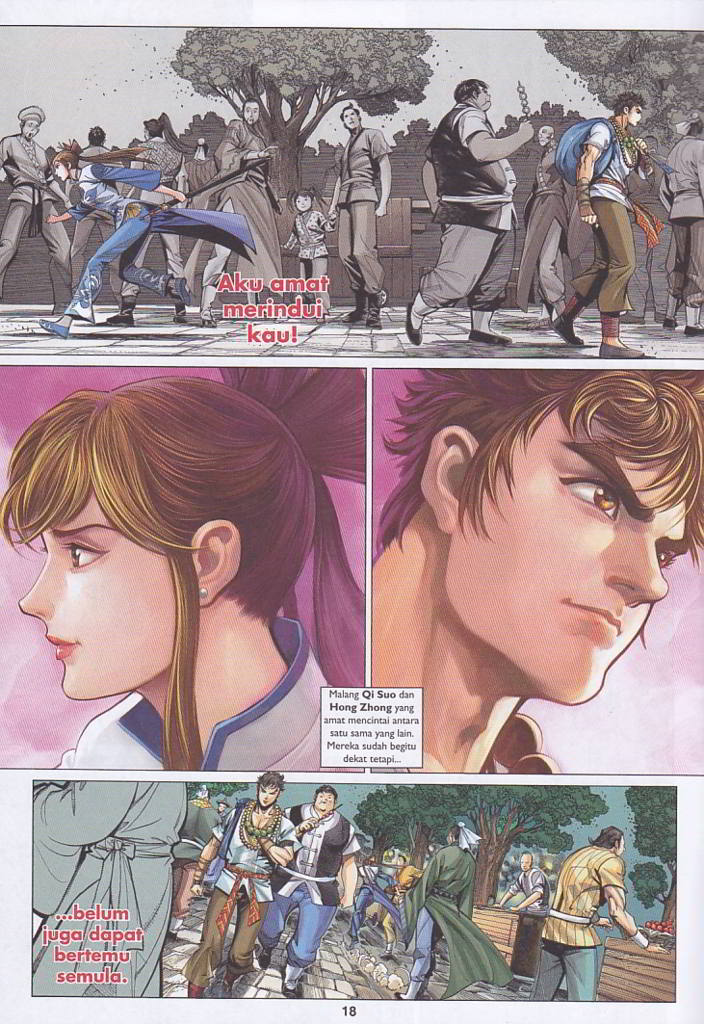 Aku amat
merindui
kau!
Malang Qi Suo dan
Hong Zhong yang
amat mencintai antara
satu sama yang lain.
Mereka sudah begitu
dekat tetapi...
...belum
juga dapat
bertemu
semula.
18